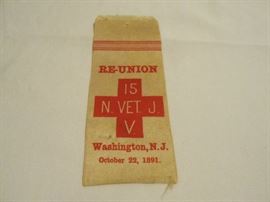 RE-UNION
15
N. VET. J.
V.
Washington, N. J.
October 22, 1891.